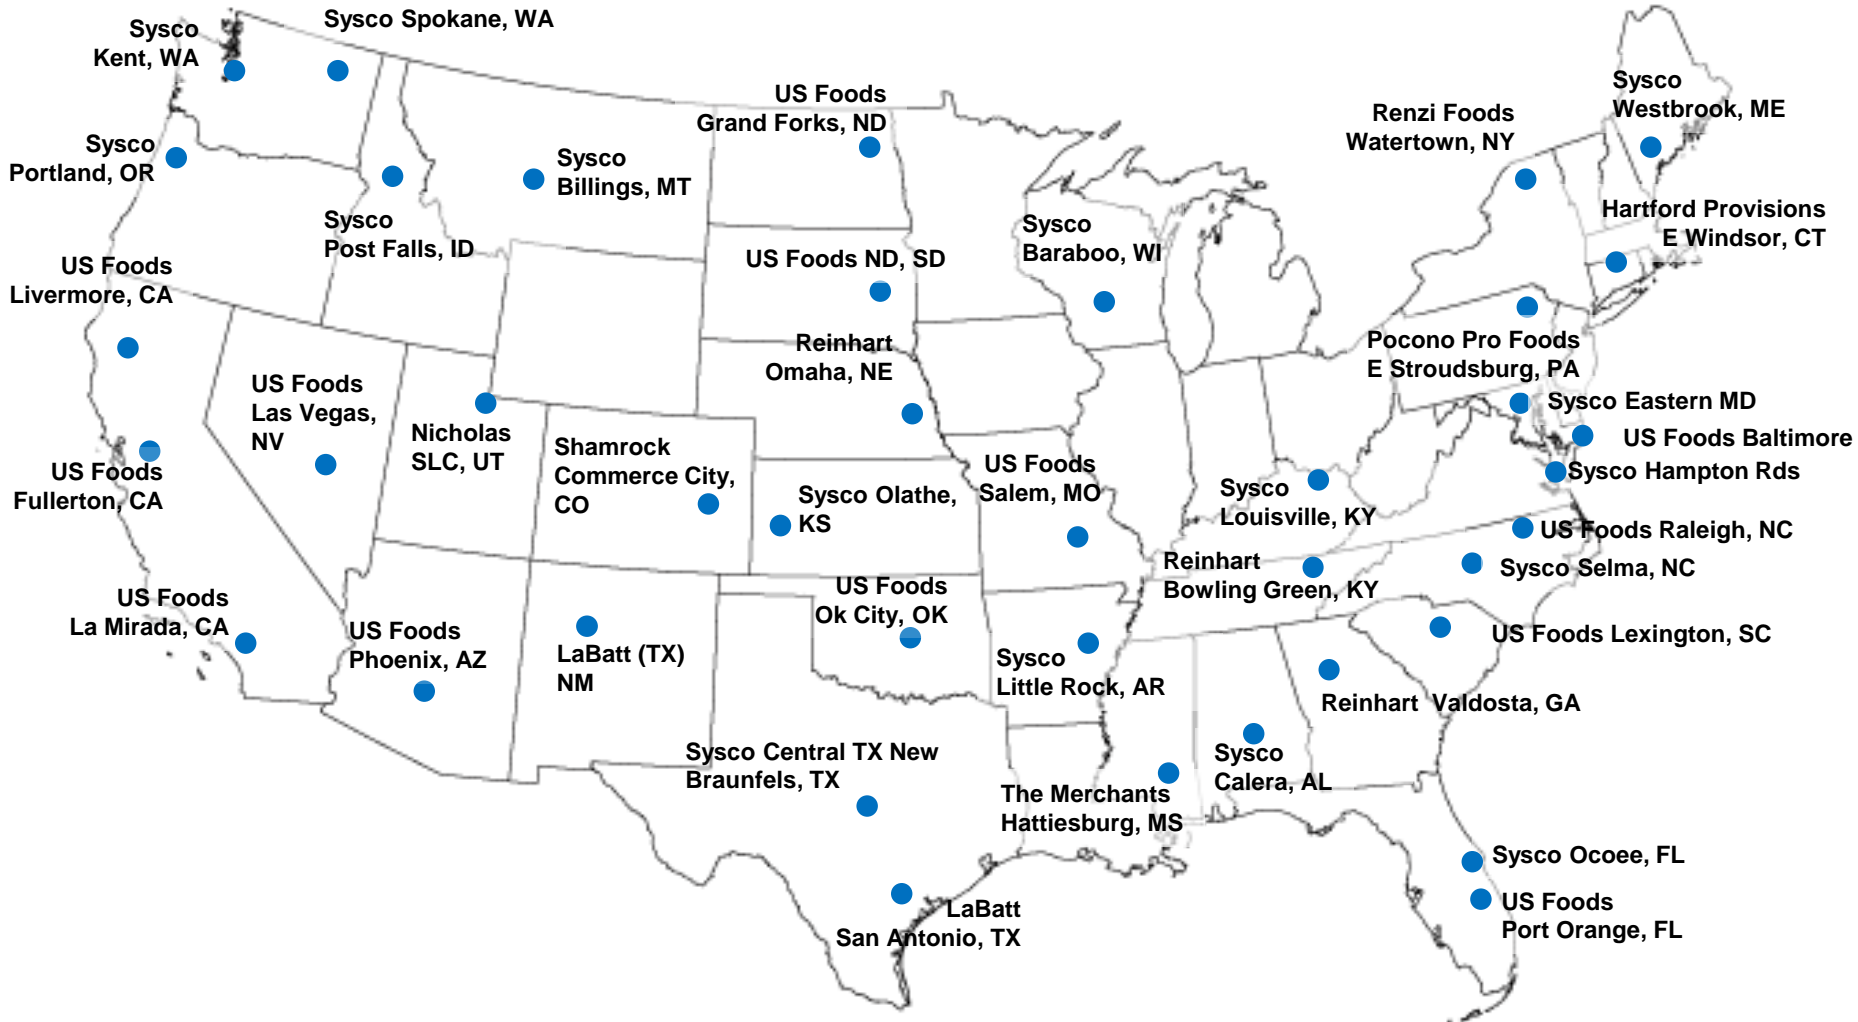 Sysco Spokane, WA
Sysco
Kent, WA
Sysco
Portland, OR
Sysco
Post Falls, ID
Sysco
Billings, MT
US Foods
Grand Forks, ND
US Foods ND, SD
Sysco
Baraboo, WI
Renzi Foods
Watertown, NY
Sysco
Westbrook, ME
Hartford Provisions
E Windsor, CT
US Foods
Livermore, CA
US Foods
Las Vegas,
NV
Nicholas
SLC, UT
Reinhart
Omaha, NE
Pocono Pro Foods
E Stroudsburg, PA
Sysco Eastern MD
US Foods Baltimore
Sysco Hampton Rds
US Foods
Fullerton, CA
Shamrock
Commerce City,
CO
Sysco Olathe,
KS
US Foods
Salem, MO
Sysco
Louisville, KY
US Foods Raleigh, NC
Reinhart
Bowling Green, KY
Sysco Selma, NC
US Foods
La Mirada, CA
US Foods
Phoenix, AZ
LaBatt (TX)
NM
US Foods
Ok City, OK
Sysco
Little Rock, AR
US Foods Lexington, SC
Reinhart Valdosta, GA
Sysco Central TX New
Braunfels, TX
The Merchants
Hattiesburg, MS
Sysco
Calera, AL
Sysco Ocoee, FL
US Foods
Port Orange, FL
LaBatt
San Antonio, TX